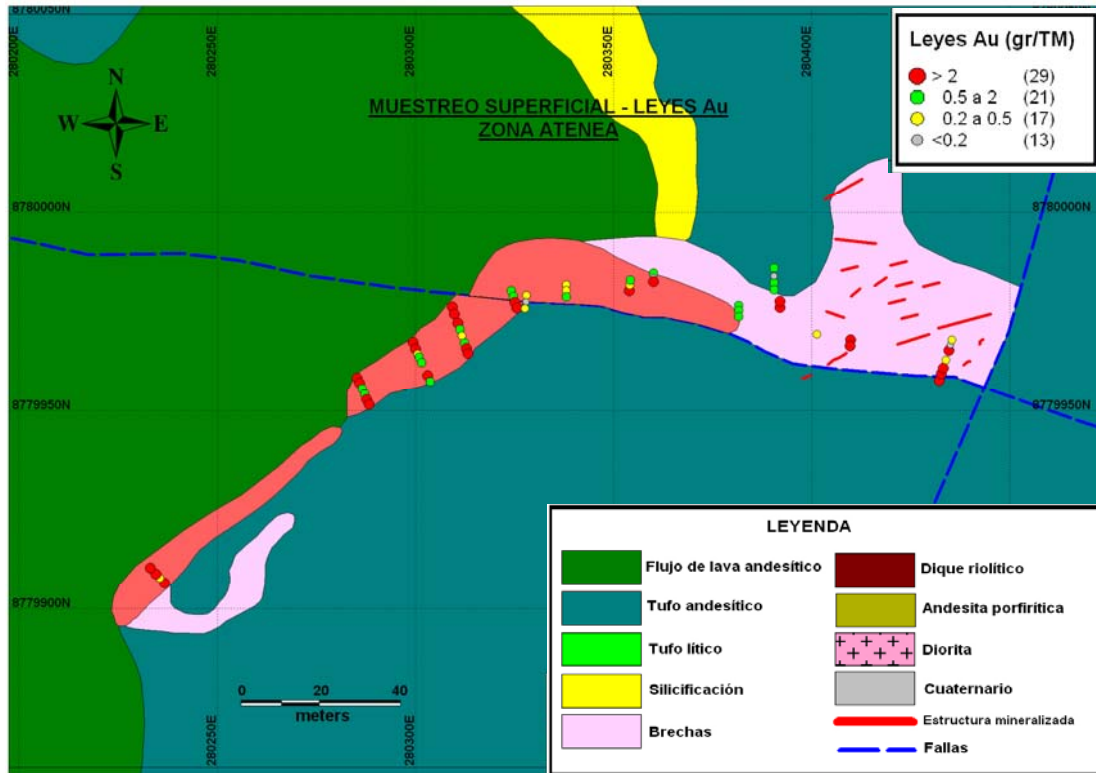 8780050N
280200E
280250E
280300E
280350E
280400E
N
W
E
S
MUESTREO SUPERFICIAL - LEYES Au
ZONA ATENEA
Leyes Au (gr/TM)
> 2 (29)
0.5 a 2 (21)
0.2 a 0.5 (17)
<0.2 (13)
8780000N
8780000N
8779950N
8779950N
8779900N
0 20 40
meters
280250E
280300E
LEYENDA
Flujo de lava andesítico
Tufo andesítico
Tufo lítico
Silicificación
Brechas
Dique riolítico
Andesita porfirítica
Diorita
Cuaternario
Estructura mineralizada
Fallas